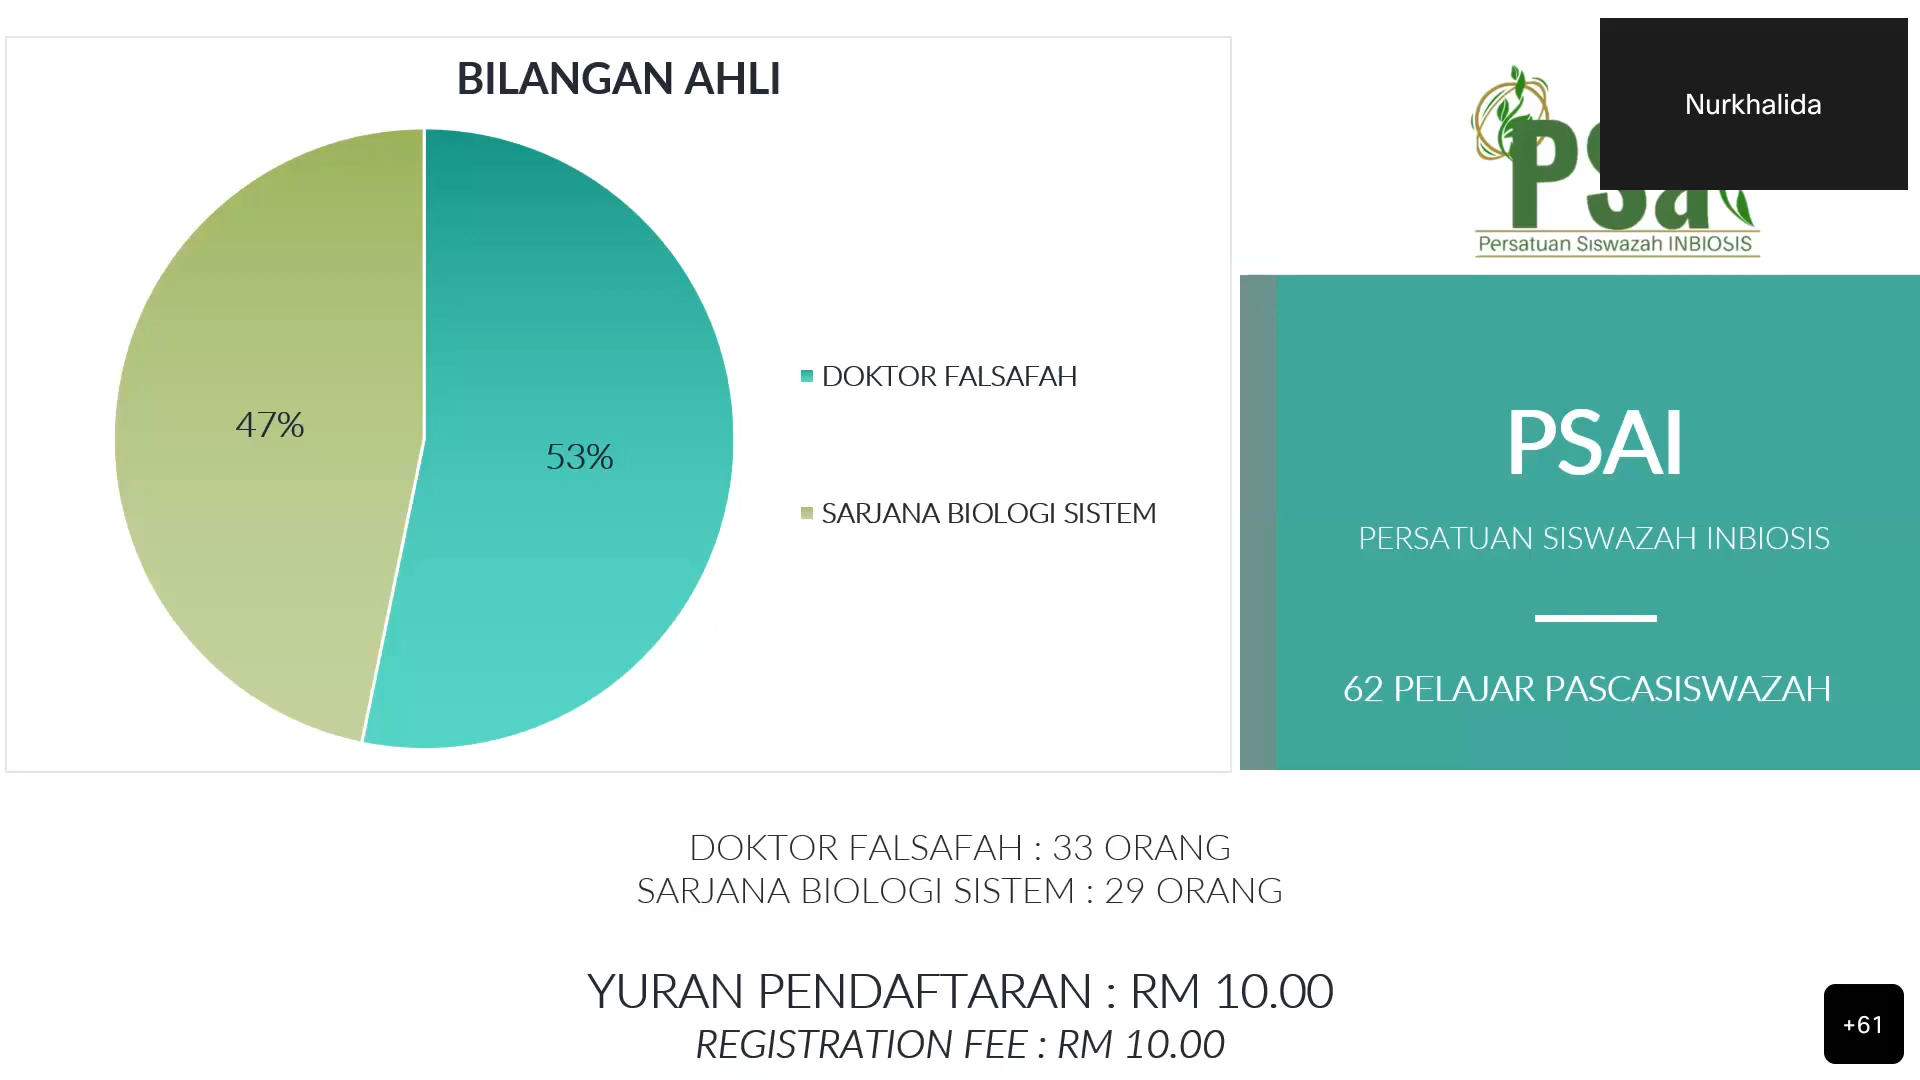 BILANGAN AHLI
47%
53%
DOKTOR FALSAFAH
SARJANA BIOLOGI SISTEM
Nurkhalida
Persatuan Siswazah INBIOSIS
PSAI
PERSATUAN SISWAZAH INBIOSIS
62 PELAJAR PASCASISWAZAH
DOKTOR FALSAFAH : 33 ORANG
SARJANA BIOLOGI SISTEM : 29 ORANG
YURAN PENDAFTARAN : RM 10.00
REGISTRATION FEE : RM 10.00
+61